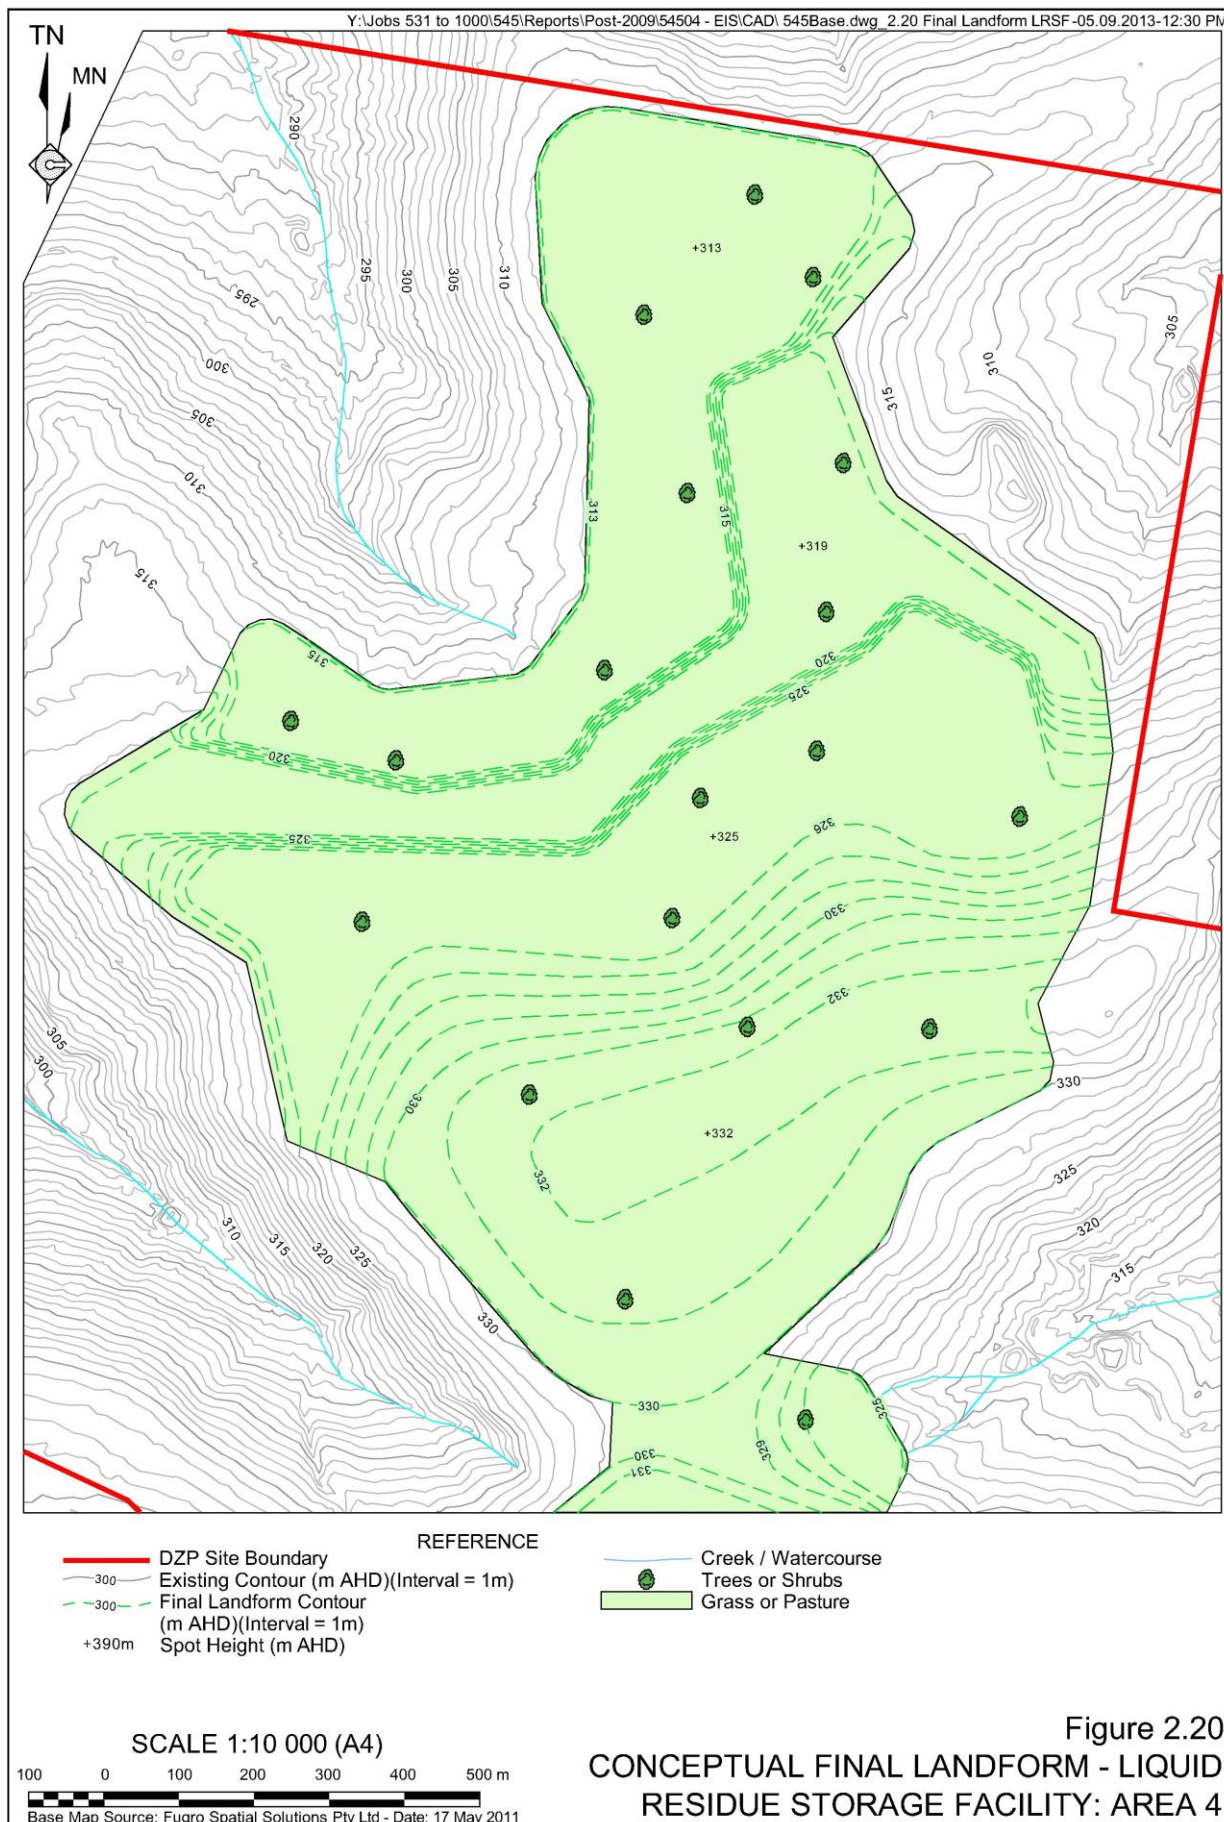 Y:\Jobs 531 to 1000\545\Reports\Post-2009\54504 - EIS\CAD\ 545Base.dwg_2.20 Final Landform LRSF-05.09.2013-12:30 PM
TN
MN
290
295
300
305
310
295
300
305
310
315
+313
305
310
315
313
315
+319
315
320
320
325
325
+325
326
330
332
305
300
330
330
332
+332
325
320
315
310
315
320
325
330
330
325
329
330
331
REFERENCE
DZP Site Boundary
300 Existing Contour (m AHD)(Interval = 1m)
300 Final Landform Contour
(m AHD)(Interval = 1m)
+390m Spot Height (m AHD)
Creek / Watercourse
Trees or Shrubs
Grass or Pasture
SCALE 1:10 000 (A4)
100 0 100 200 300 400 500 m
Base Map Source: Fugro Spatial Solutions Pty Ltd - Date: 17 May 2011
Figure 2.20
CONCEPTUAL FINAL LANDFORM - LIQUID
RESIDUE STORAGE FACILITY: AREA 4